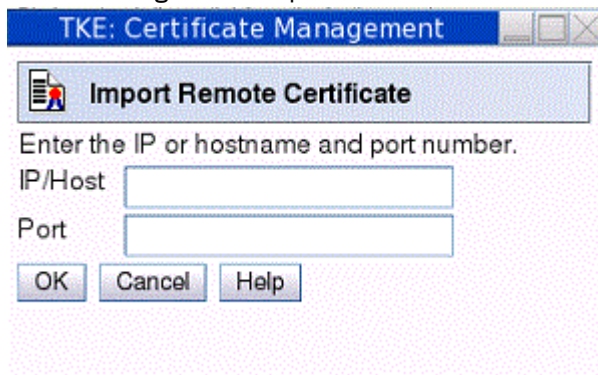 TKE: Certificate Management
Import Remote Certificate
Enter the IP or hostname and port number.
IP/Host
Port
OK Cancel Help